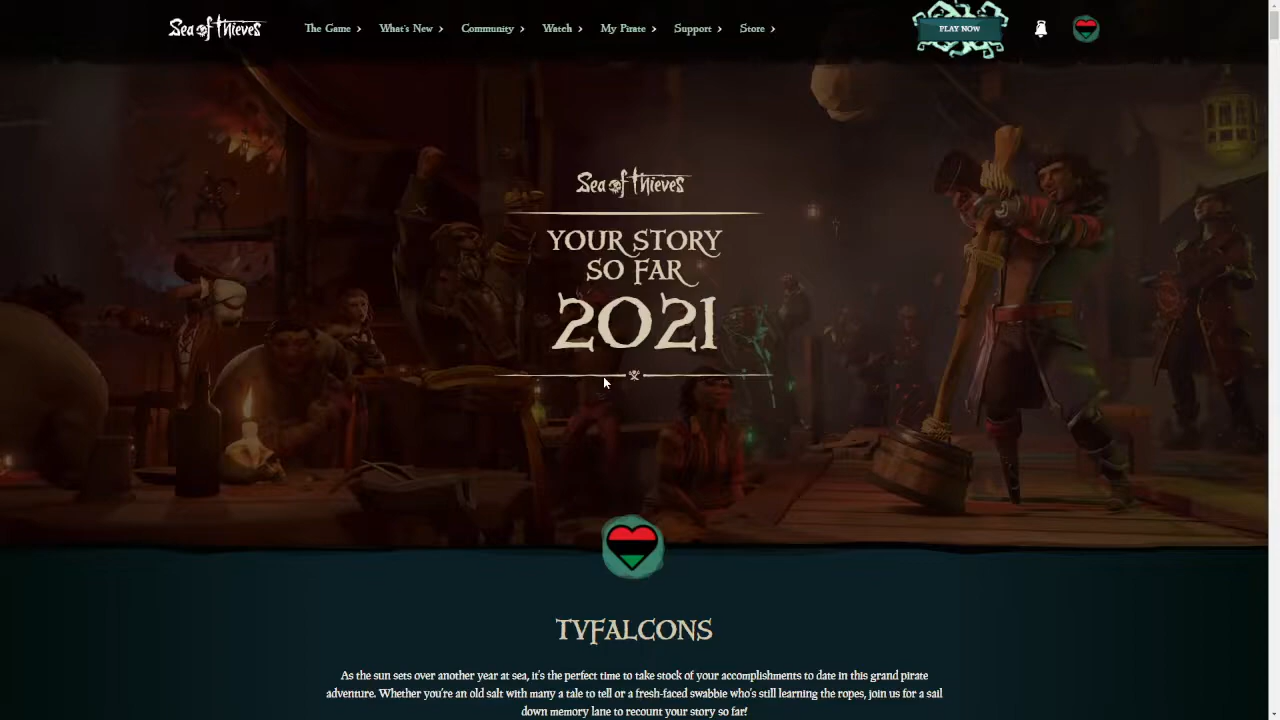 Sea of Thieves
The Game
What's New
Community
Watch
My Pirate
Support
Store
PLAY NOW
Sea of Thieves
YOUR STORY
SO FAR
2021
TVFALCONS
As the sun sets over another year at sea, it's the perfect time to take stock of your accomplishments to date in this grand pirate
adventure. Whether you're an old salt with many a tale to tell or a fresh-faced swabbie who's still learning the ropes, join us for a sail
down memory lane to recount your story so far!